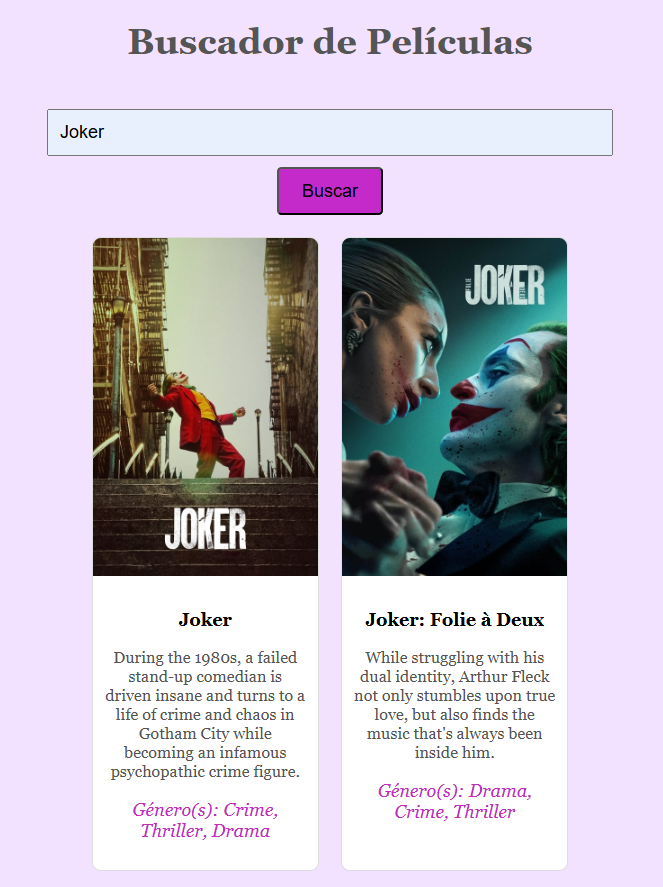 Buscador de Películas
Joker
Buscar
JOKER
JOKER
Joker
During the 1980s, a failed
stand-up comedian is
driven insane and turns to a
life of crime and chaos in
Gotham City while
becoming an infamous
psychopathic crime figure.
Género(s): Crime,
Thriller, Drama
Joker: Folie à Deux
While struggling with his
dual identity, Arthur Fleck
not only stumbles upon true
love, but also finds the
music that's always been
inside him.
Género(s): Drama,
Crime, Thriller